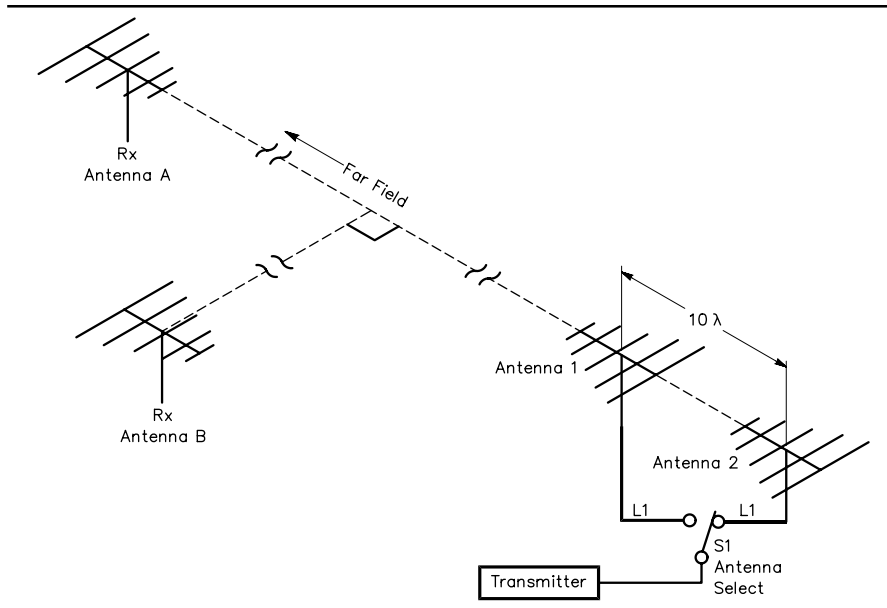 Rx
Antenna A
Far Field
10 λ
Antenna 1
Rx
Antenna B
Antenna 2
L1
L1
S1
Antenna
Select
Transmitter